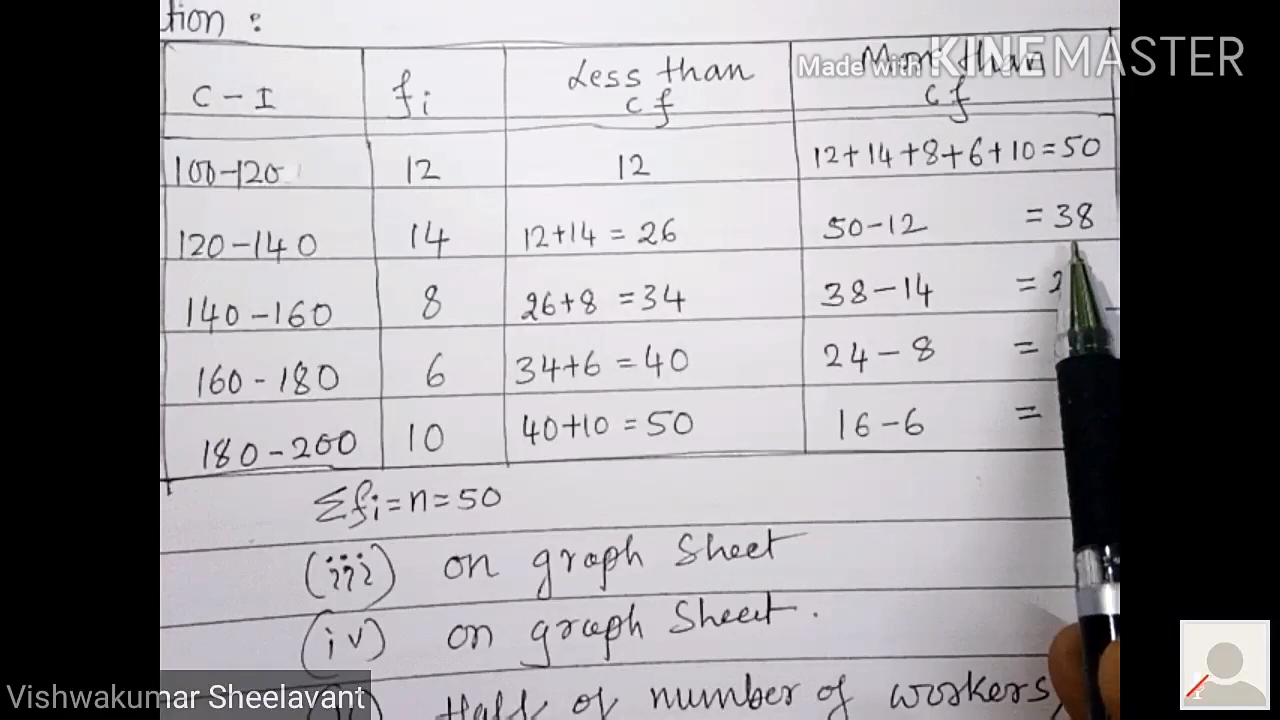 tion :
C-I fi Less than cf More than cf
Made with KINEMASTER
100-120 12 12 12+14+8+6+10=50
120-140 14 12+14=26 50-12 =38
140-160 8 26+8=34 38-14 =2
160-180 6 34+6=40 24-8 =
180-200 10 40+10=50 16-6 =
Σfi=n=50
(iii) on graph Sheet
(iv) on graph Sheet.
Half of number of workers,
Vishwakumar Sheelavant